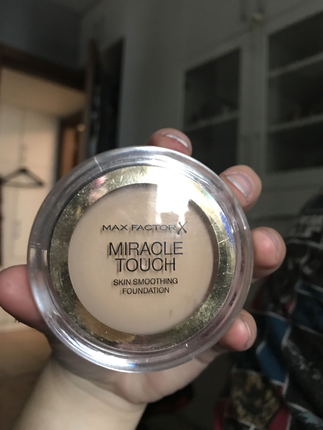 MAX FACTOR X
MIRACLE
TOUCH
SKIN SMOOTHING
FOUNDATION